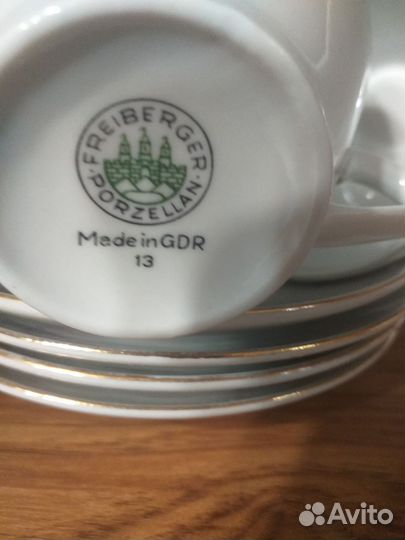 FREIBERGER
PORZELLAN
Made in GDR
13
Avito